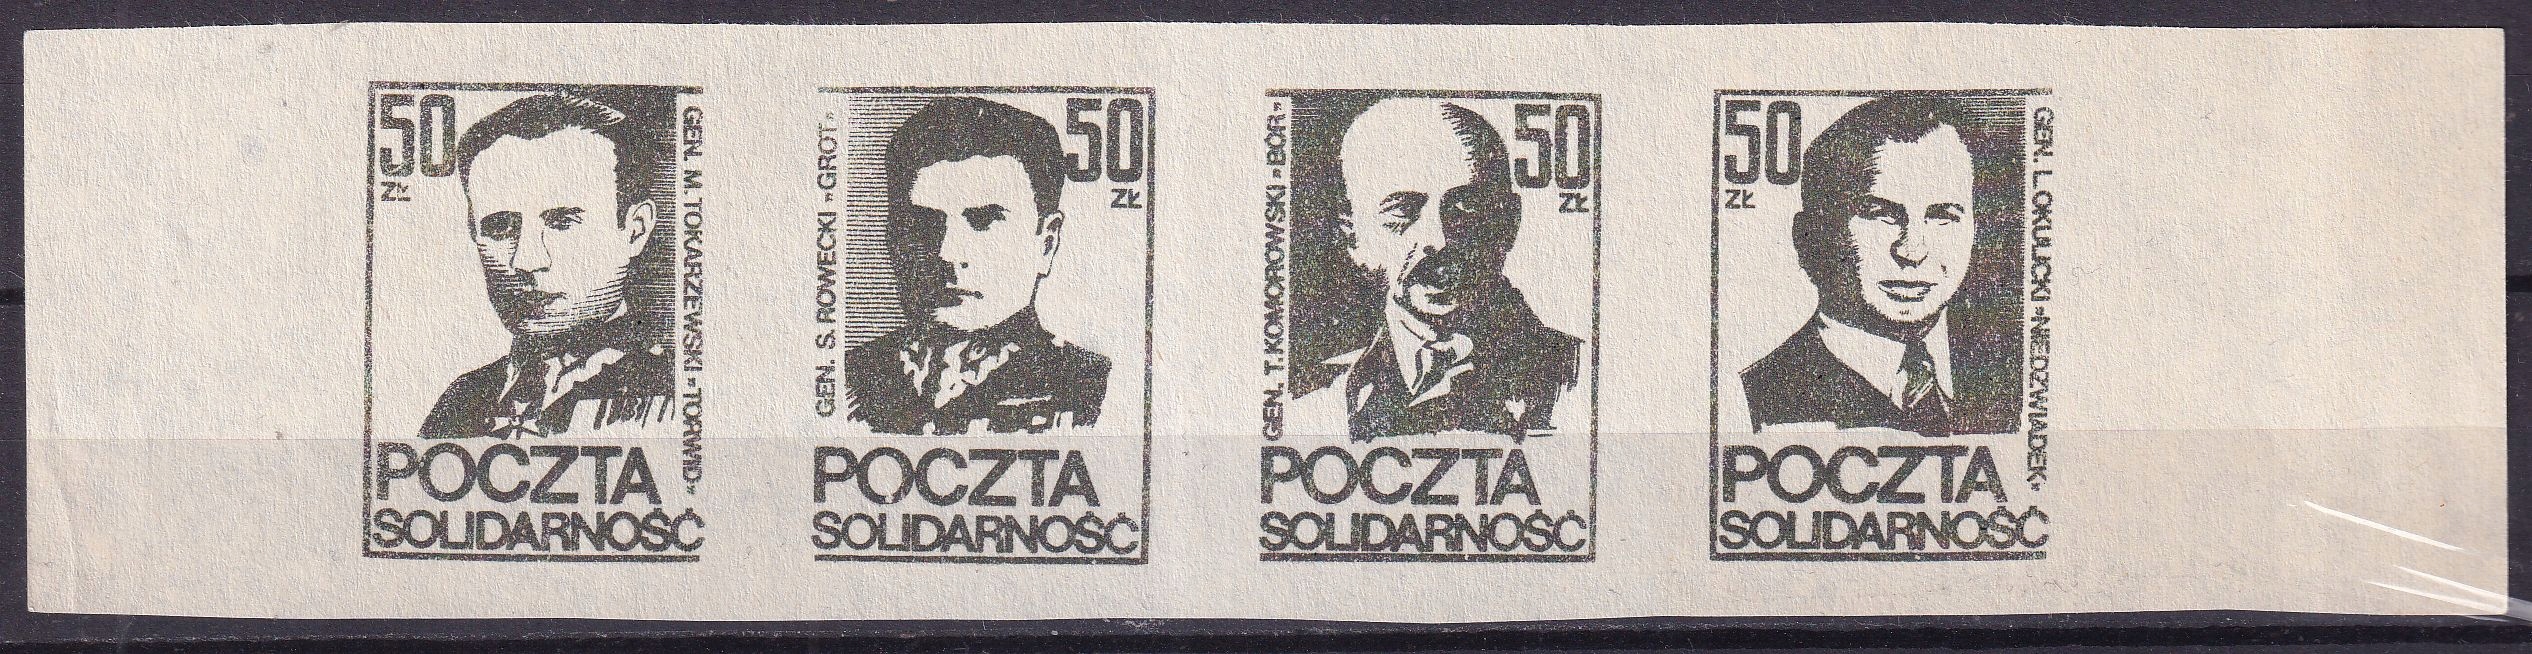 50
ZŁ
GEN. M. TOKARZEWSKI »TORWID»
POCZTA
SOLIDARNOŚĆ
GEN. S. ROWECKI »GROT»
50
ZŁ
POCZTA
SOLIDARNOŚĆ
GEN. T. KOMOROWSKI »BÓR»
50
ZŁ
POCZTA
SOLIDARNOŚĆ
50
ZŁ
GEN. L. OKULICKI »NIEDZWIADEK»
POCZTA
SOLIDARNOŚĆ